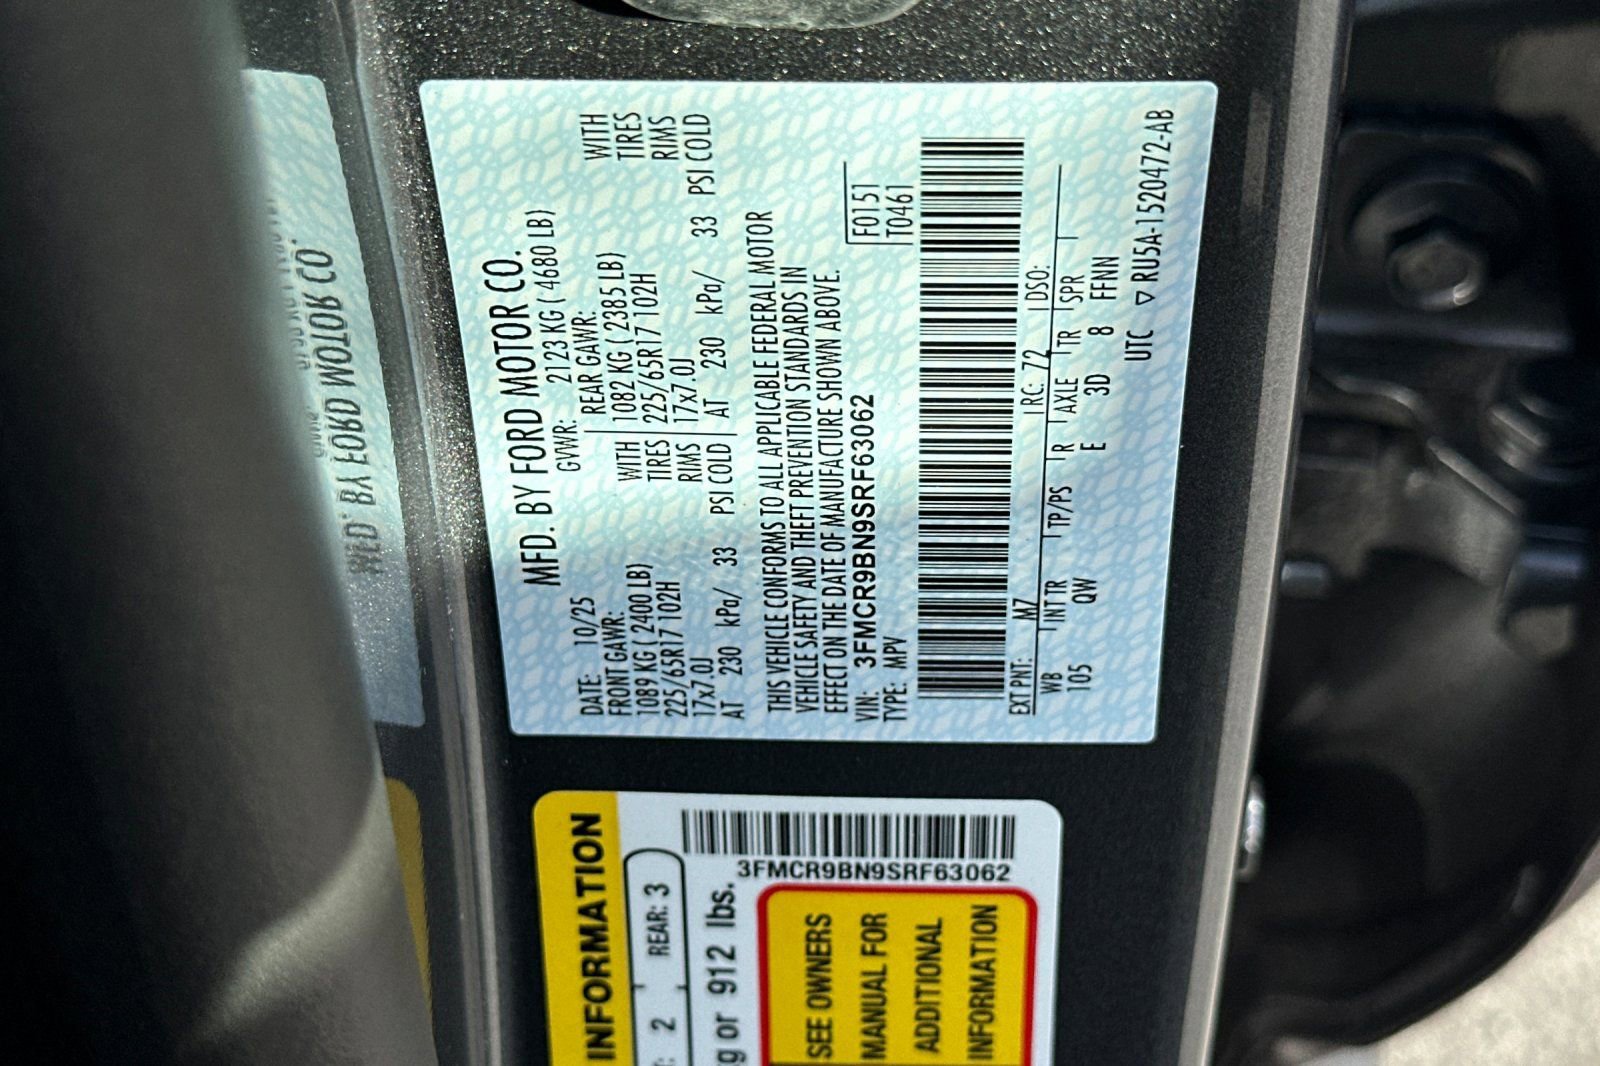 MFD. BY FORD MOTOR CO.
DATE: 10/25 GVWR: 2123 KG ( 4680 LB)
FRONT GAWR: REAR GAWR:
1089 KG ( 2400 LB) WITH 1082 KG ( 2385 LB) WITH
225/65R17 102H TIRES 225/65R17 102H TIRES
17x7.0J RIMS 17x7.0J RIMS
AT 230 kPa/ 33 PSI COLD AT 230 kPa/ 33 PSI COLD
THIS VEHICLE CONFORMS TO ALL APPLICABLE FEDERAL MOTOR
VEHICLE SAFETY AND THEFT PREVENTION STANDARDS IN
EFFECT ON THE DATE OF MANUFACTURE SHOWN ABOVE.
VIN: 3FMCR9BN9SRF63062 F0151
TYPE: MPV T0461
EXT PNT: M7 RC: 72 DSO:
WB INT TR TP/PS R AXLE TR SPR
105 QW E 3D 8 FFNN
UTC ▽ RU5A-1520472-AB
INFORMATION
2 REAR: 3
g or 912 lbs.
3FMCR9BN9SRF63062
SEE OWNERS
MANUAL FOR
ADDITIONAL
INFORMATION
MFD. BY FORD MOTOR CO.